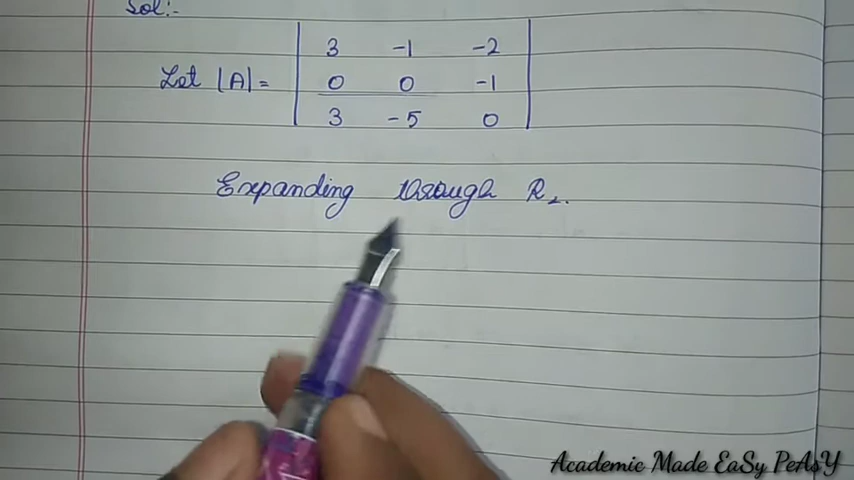 Sol:-
3 -1 -2
Let |A| = 0 0 -1
3 -5 0
Expanding through R₂.
Academic Made EaSy PeAsY